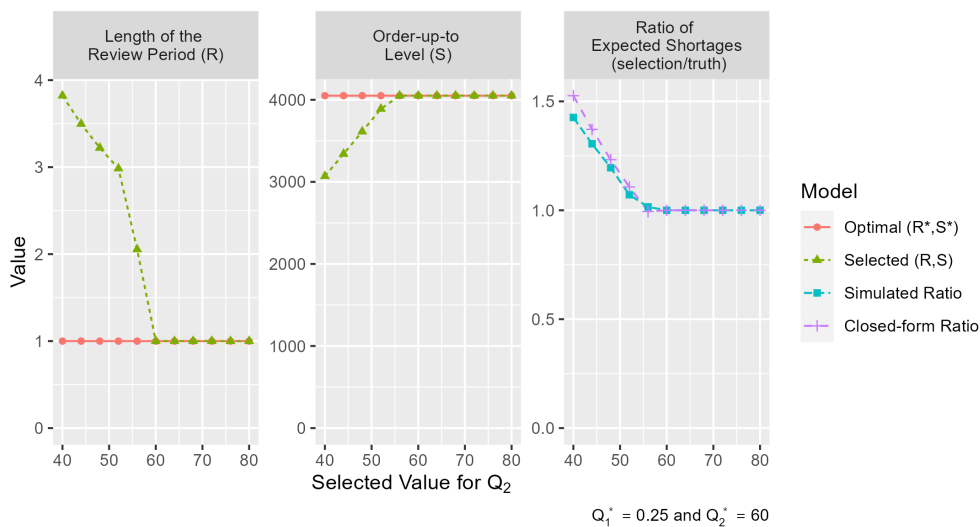 Length of the
Review Period (R)
Order-up-to
Level (S)
Ratio of
Expected Shortages
(selection/truth)
Value
4
3
2
1
0
40 50 60 70 80
4000
3000
2000
1000
0
40 50 60 70 80
1.5
1.0
0.5
0.0
40 50 60 70 80
Selected Value for Q₂
Model
Optimal (R*,S*)
Selected (R,S)
Simulated Ratio
Closed-form Ratio
Q₁* = 0.25 and Q₂* = 60